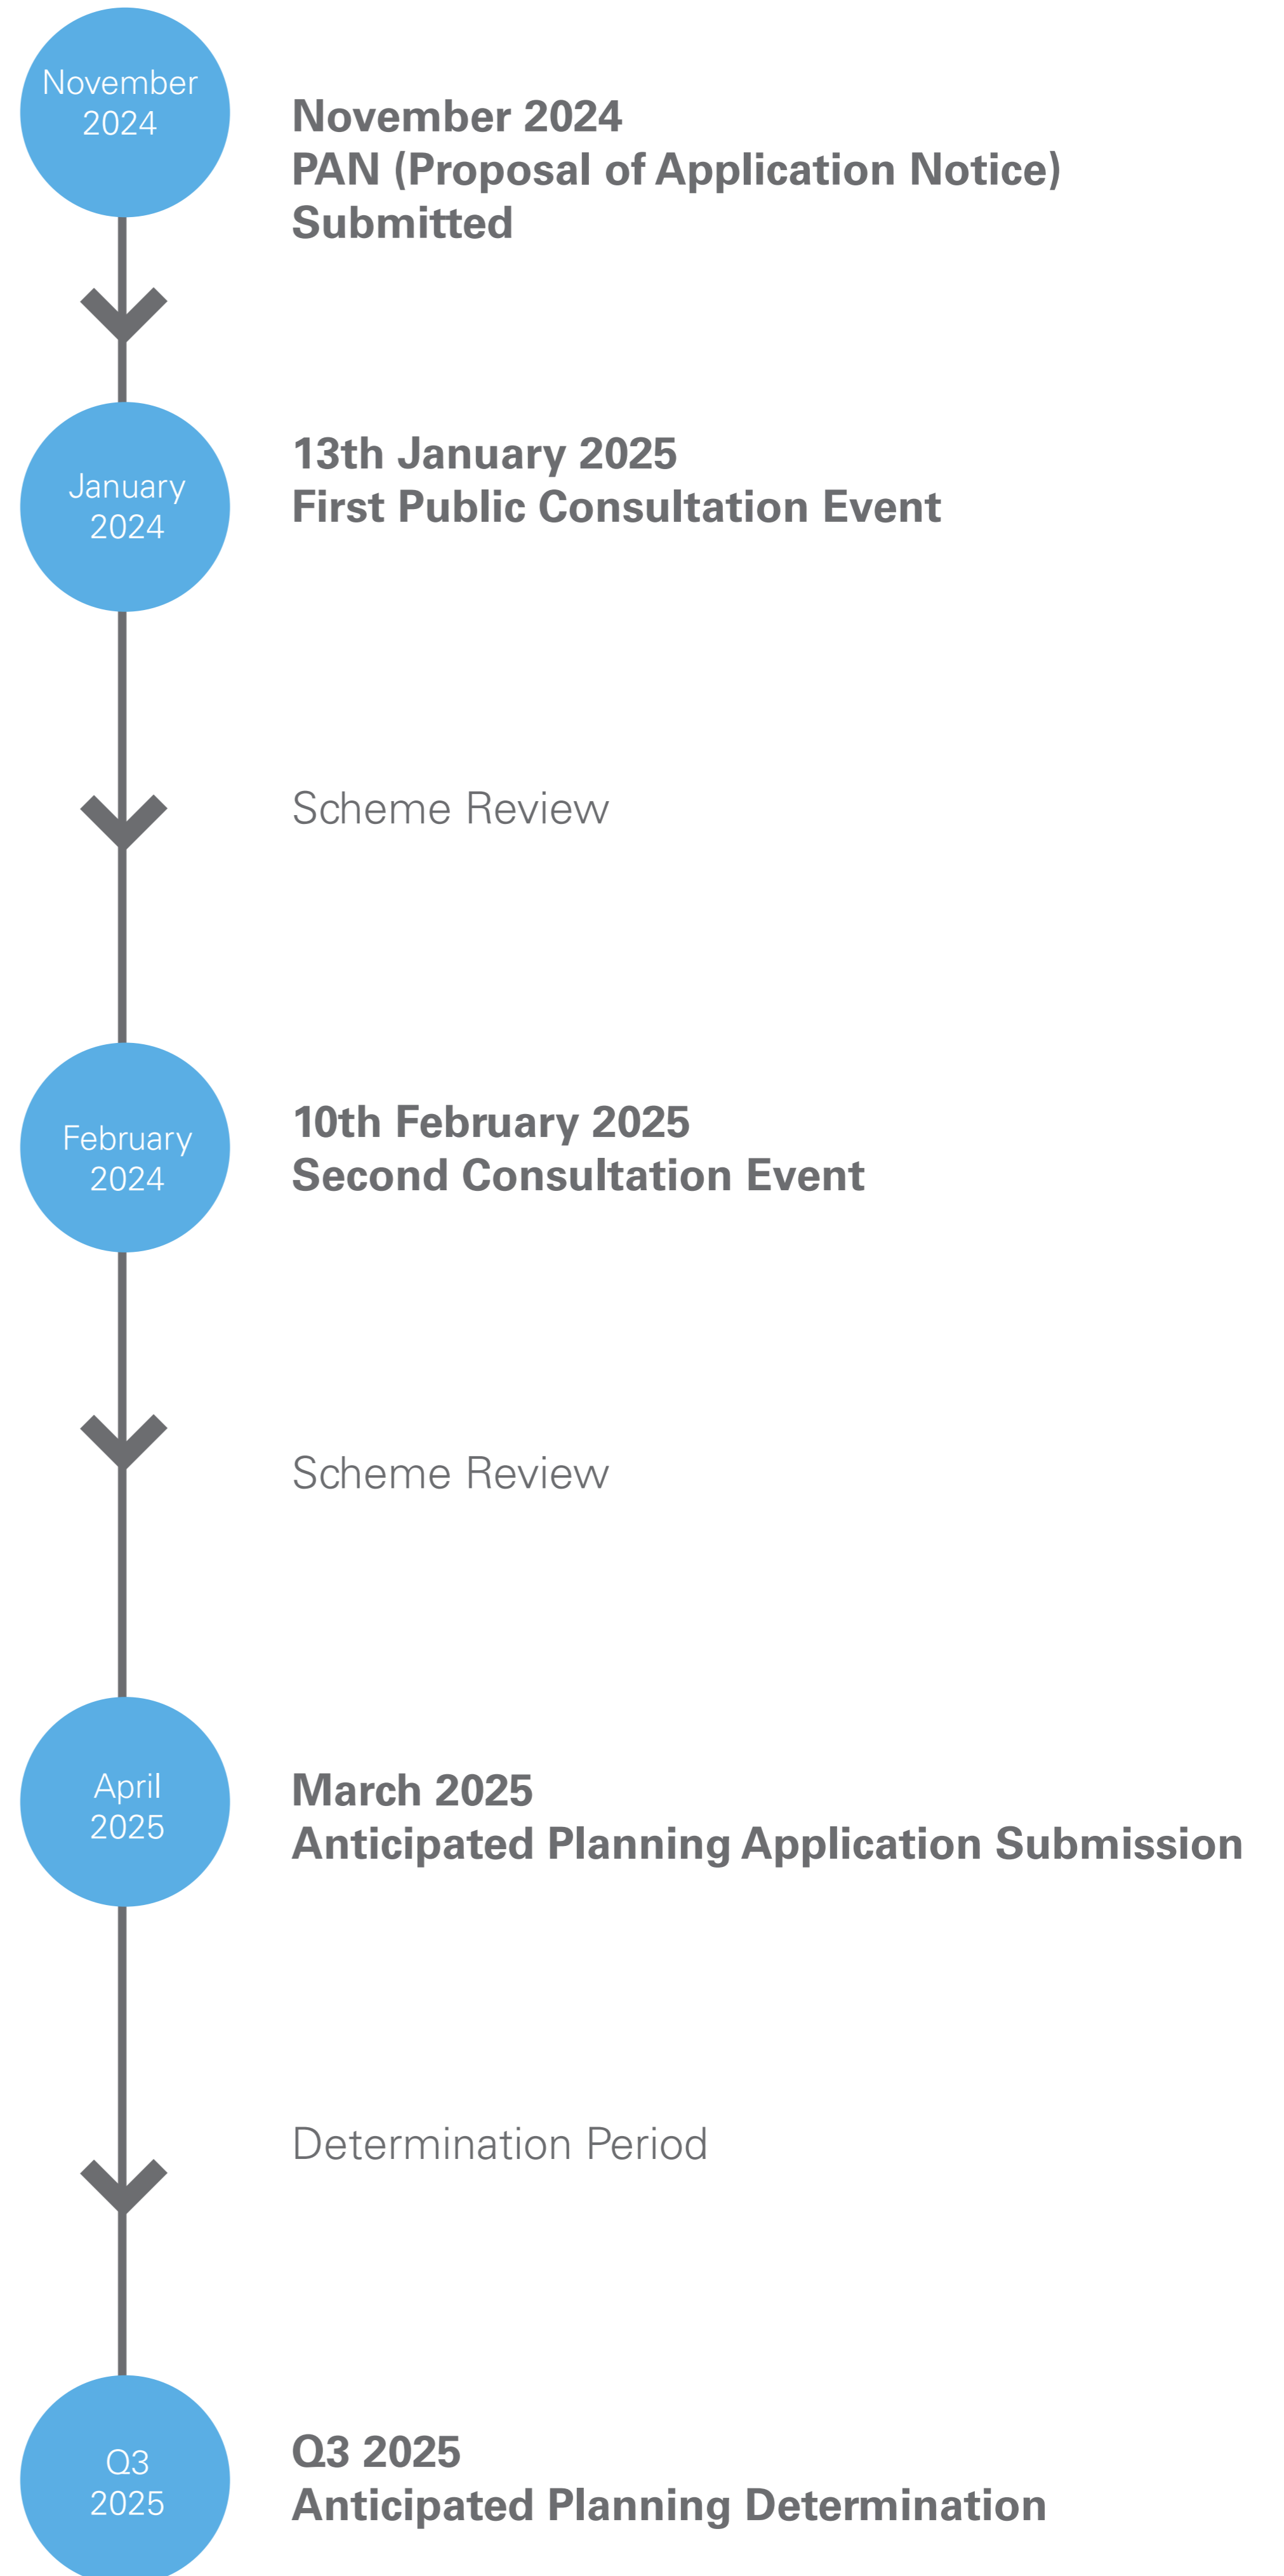 November
2024
November 2024
PAN (Proposal of Application Notice)
Submitted
January
2024
13th January 2025
First Public Consultation Event
Scheme Review
February
2024
10th February 2025
Second Consultation Event
Scheme Review
April
2025
March 2025
Anticipated Planning Application Submission
Determination Period
Q3
2025
Q3 2025
Anticipated Planning Determination